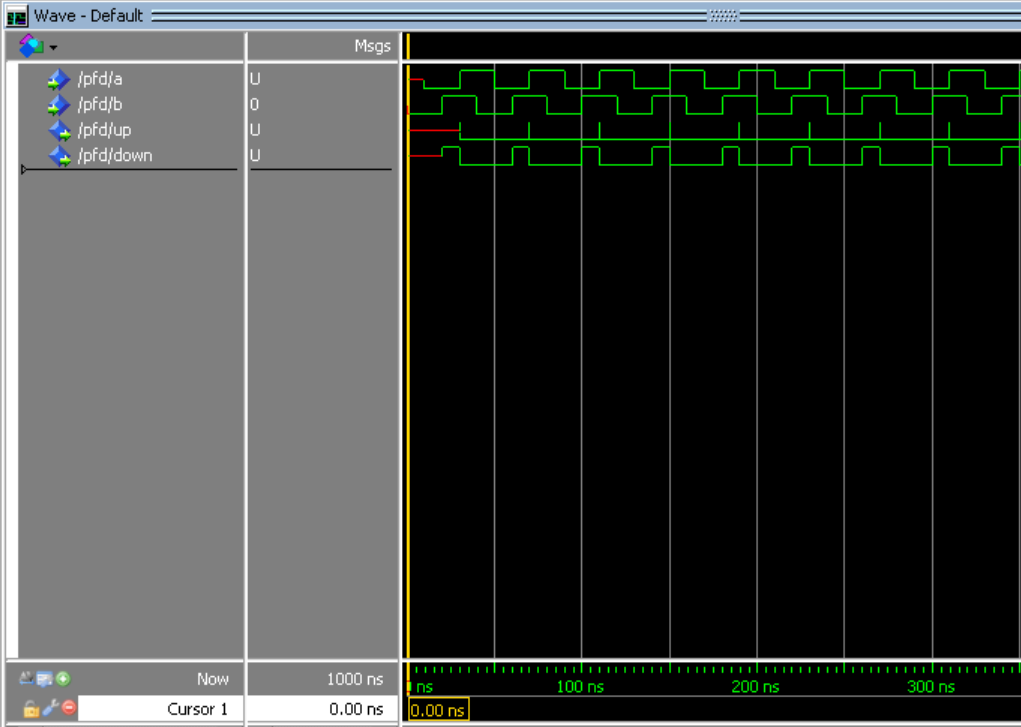 Wave - Default
Msgs
/pfd/a U
/pfd/b 0
/pfd/up U
/pfd/down U
Now 1000 ns
ns 100 ns 200 ns 300 ns
Cursor 1 0.00 ns 0.00 ns